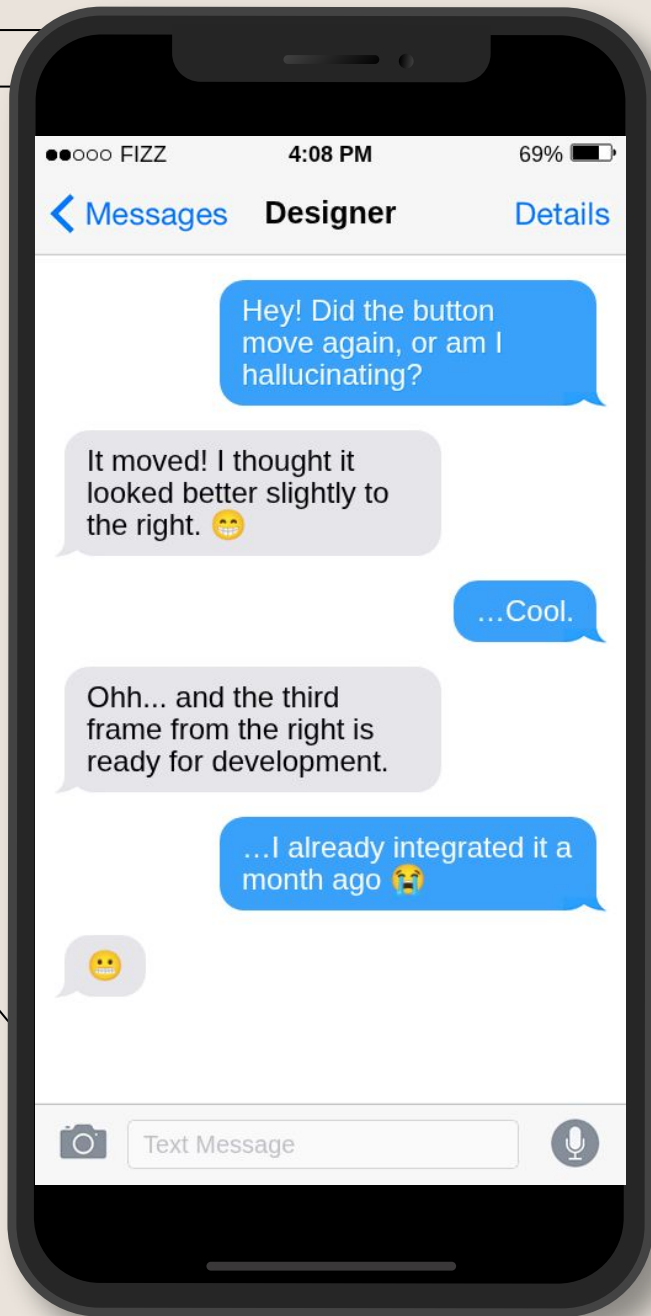 ●●○○○ FIZZ 4:08 PM 69%
Messages Designer Details
Hey! Did the button
move again, or am I
hallucinating?
It moved! I thought it
looked better slightly to
the right. 😁
…Cool.
Ohh... and the third
frame from the right is
ready for development.
…I already integrated it a
month ago 😭
😬
Text Message